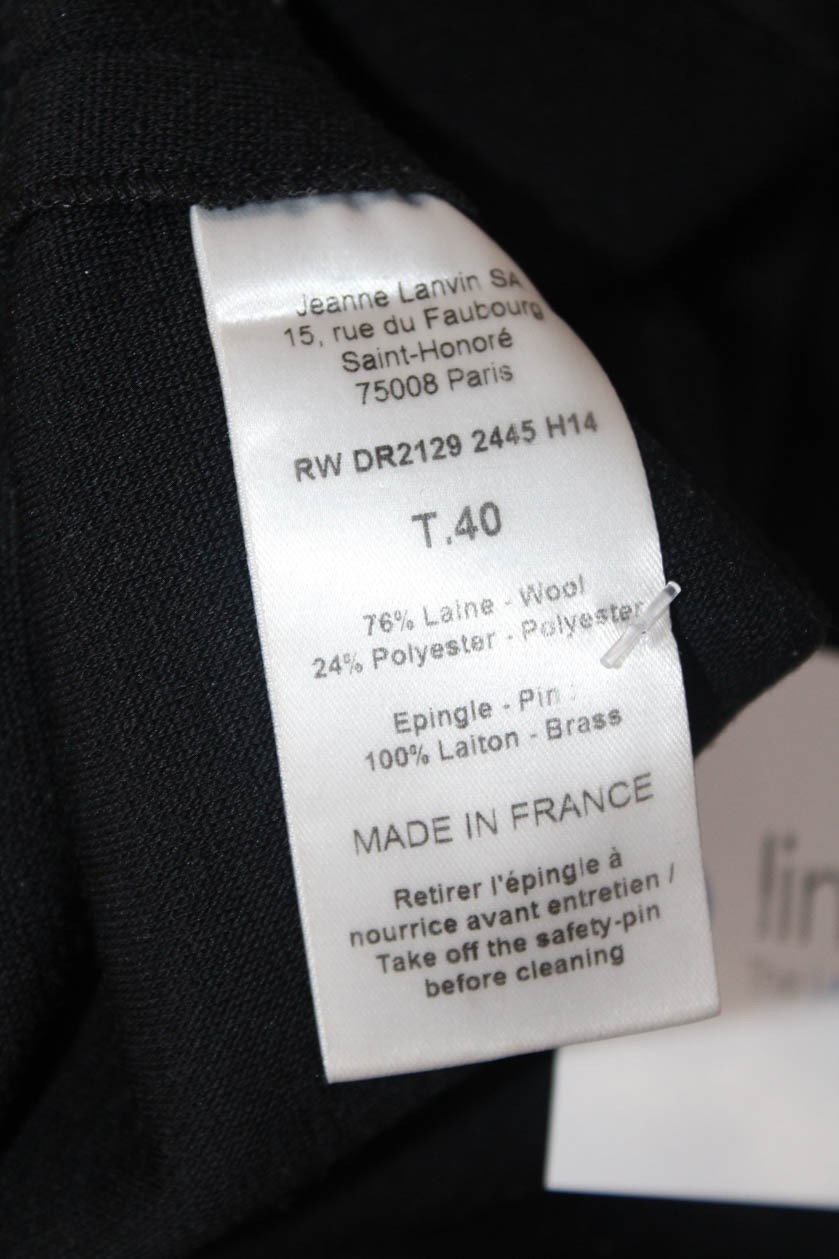 Jeanne Lanvin SA
15, rue du Faubourg
Saint-Honoré
75008 Paris
RW DR2129 2445 H14
T.40
76% Laine - Wool
24% Polyester - Polyester
Epingle - Pin :
100% Laiton - Brass
MADE IN FRANCE
Retirer l'épingle à
nourrice avant entretien /
Take off the safety-pin
before cleaning